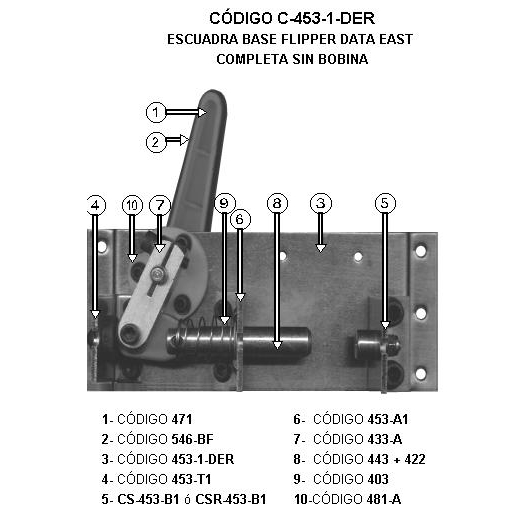 CÓDIGO C-453-1-DER
ESCUADRA BASE FLIPPER DATA EAST
COMPLETA SIN BOBINA
1
2
4
10
7
9
6
8
3
5
1- CÓDIGO 471
2- CÓDIGO 546-BF
3- CÓDIGO 453-1-DER
4- CÓDIGO 453-T1
5- CS-453-B1 ó CSR-453-B1
6- CÓDIGO 453-A1
7- CÓDIGO 433-A
8- CÓDIGO 443 + 422
9- CÓDIGO 403
10-CÓDIGO 481-A